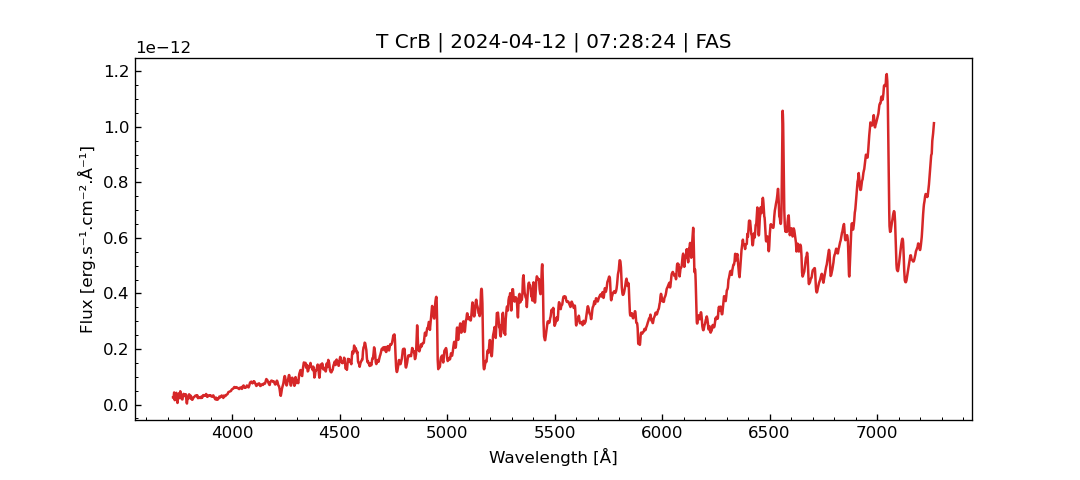 T CrB | 2024-04-12 | 07:28:24 | FAS
1e−12
1.2
1.0
0.8
0.6
0.4
0.2
0.0
Flux [erg.s⁻¹.cm⁻².Å⁻¹]
4000 4500 5000 5500 6000 6500 7000
Wavelength [Å]